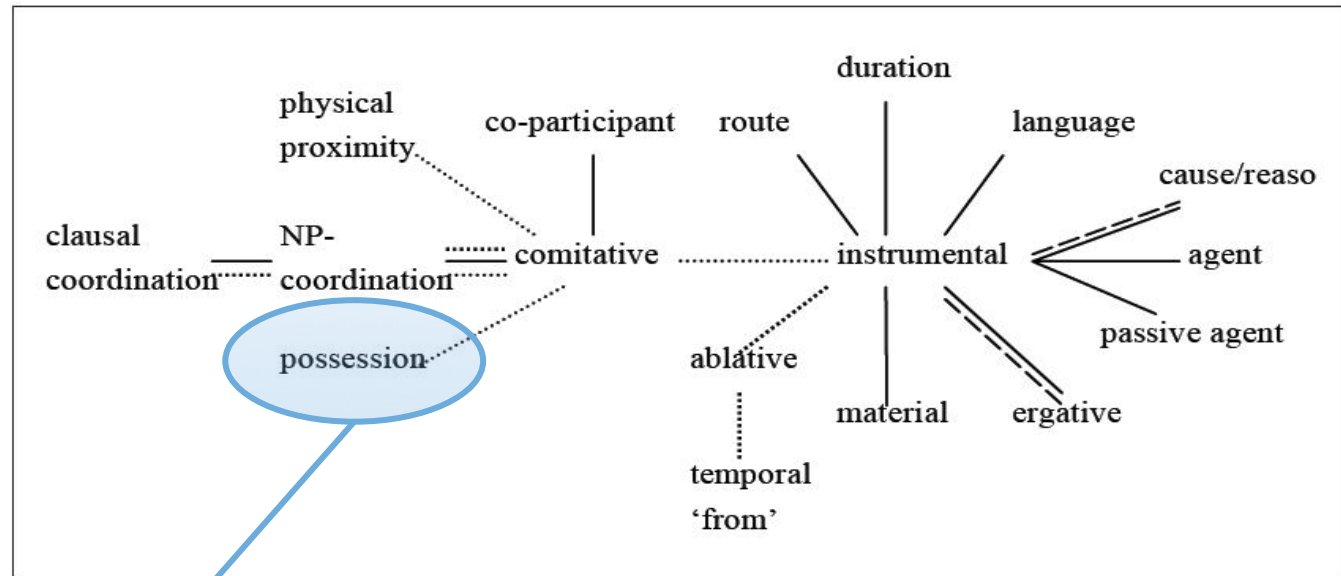 duration
physical
proximity
co-participant
route
language
cause/reaso
clausal
coordination
NP-
coordination
comitative
instrumental
agent
passive agent
possession
ablative
material
ergative
temporal
‘from’